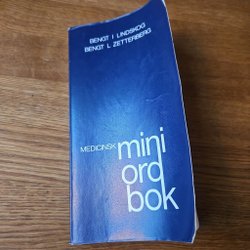 BENGT I LINDSKOG
BENGT L ZETTERBERG
MEDICINSK
mini
ord
bok